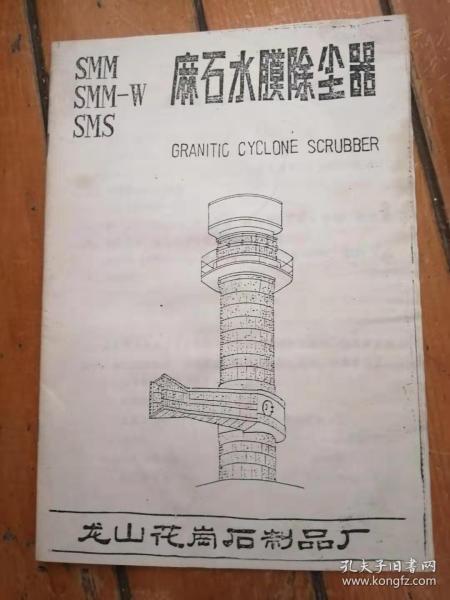 SMM
SMM-W
SMS
麻石水膜除尘器
GRANITIC CYCLONE SCRUBBER
龙山花岗石制品厂
孔夫子旧书网
www.kongfz.com